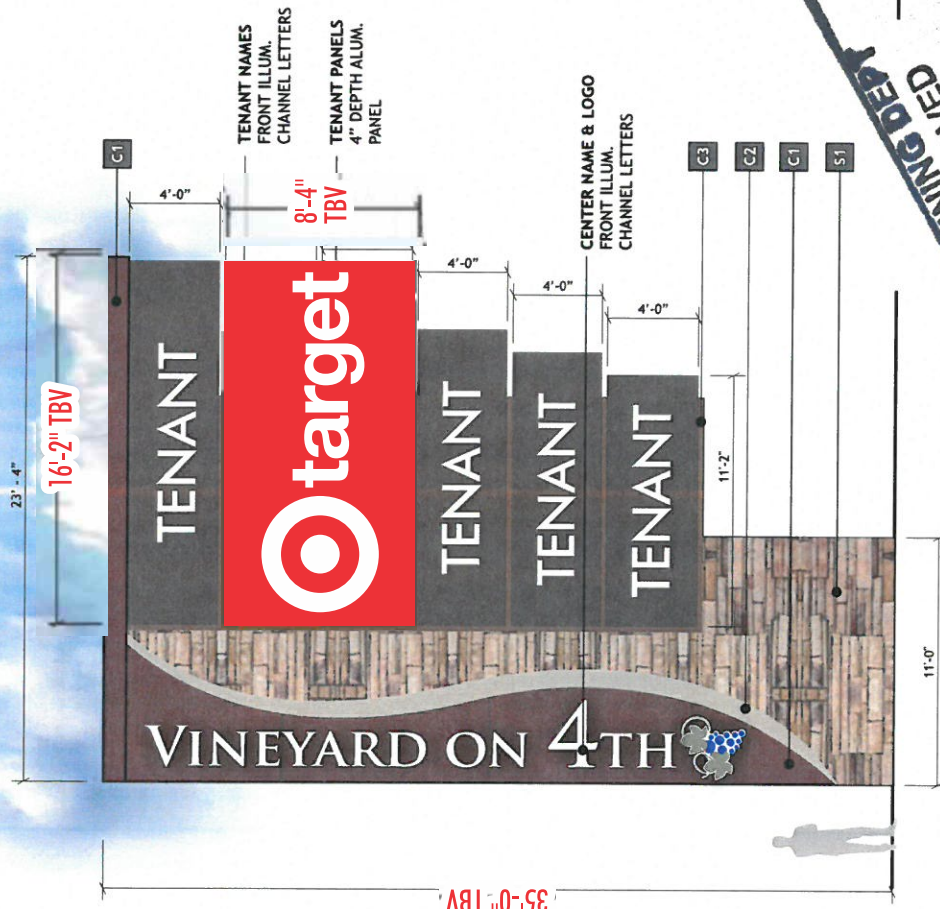 23' - 4"
16'-2" TBV
C1
4'-0"
TENANT
TENANT NAMES
FRONT ILLUM.
CHANNEL LETTERS
8'-4"
TBV
TENANT PANELS
4" DEPTH ALUM.
PANEL
target
4'-0"
TENANT
4'-0"
TENANT
4'-0"
TENANT
CENTER NAME & LOGO
FRONT ILLUM.
CHANNEL LETTERS
11'-2"
C3
C2
C1
S1
VINEYARD ON 4TH
11'-0"
35'-0" TBV
NING DEPT